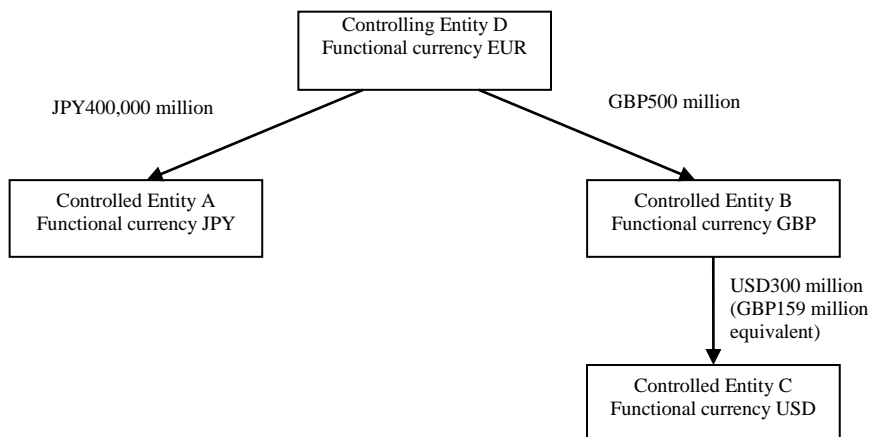 Controlling Entity D
Functional currency EUR
JPY400,000 million
GBP500 million
Controlled Entity A
Functional currency JPY
Controlled Entity B
Functional currency GBP
USD300 million
(GBP159 million
equivalent)
Controlled Entity C
Functional currency USD